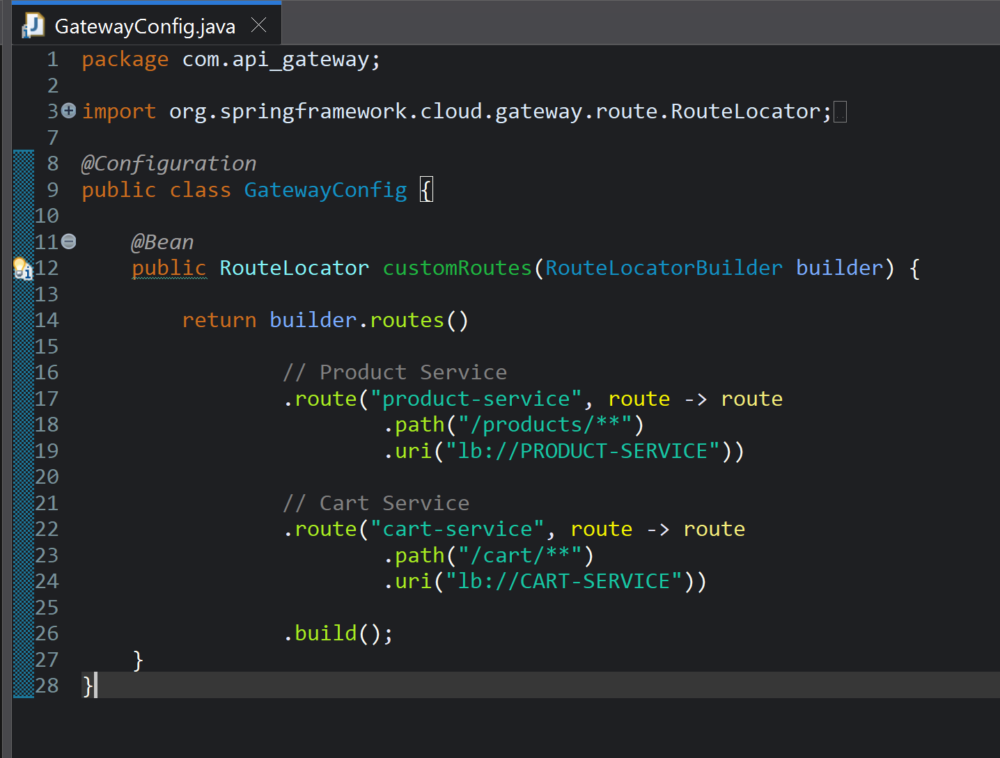 GatewayConfig.java
1 package com.api_gateway;
2
3 import org.springframework.cloud.gateway.route.RouteLocator;
7
8 @Configuration
9 public class GatewayConfig {
10
11     @Bean
12     public RouteLocator customRoutes(RouteLocatorBuilder builder) {
13
14         return builder.routes()
15
16                 // Product Service
17                 .route("product-service", route -> route
18                         .path("/products/**")
19                         .uri("lb://PRODUCT-SERVICE"))
20
21                 // Cart Service
22                 .route("cart-service", route -> route
23                         .path("/cart/**")
24                         .uri("lb://CART-SERVICE"))
25
26                 .build();
27     }
28 }